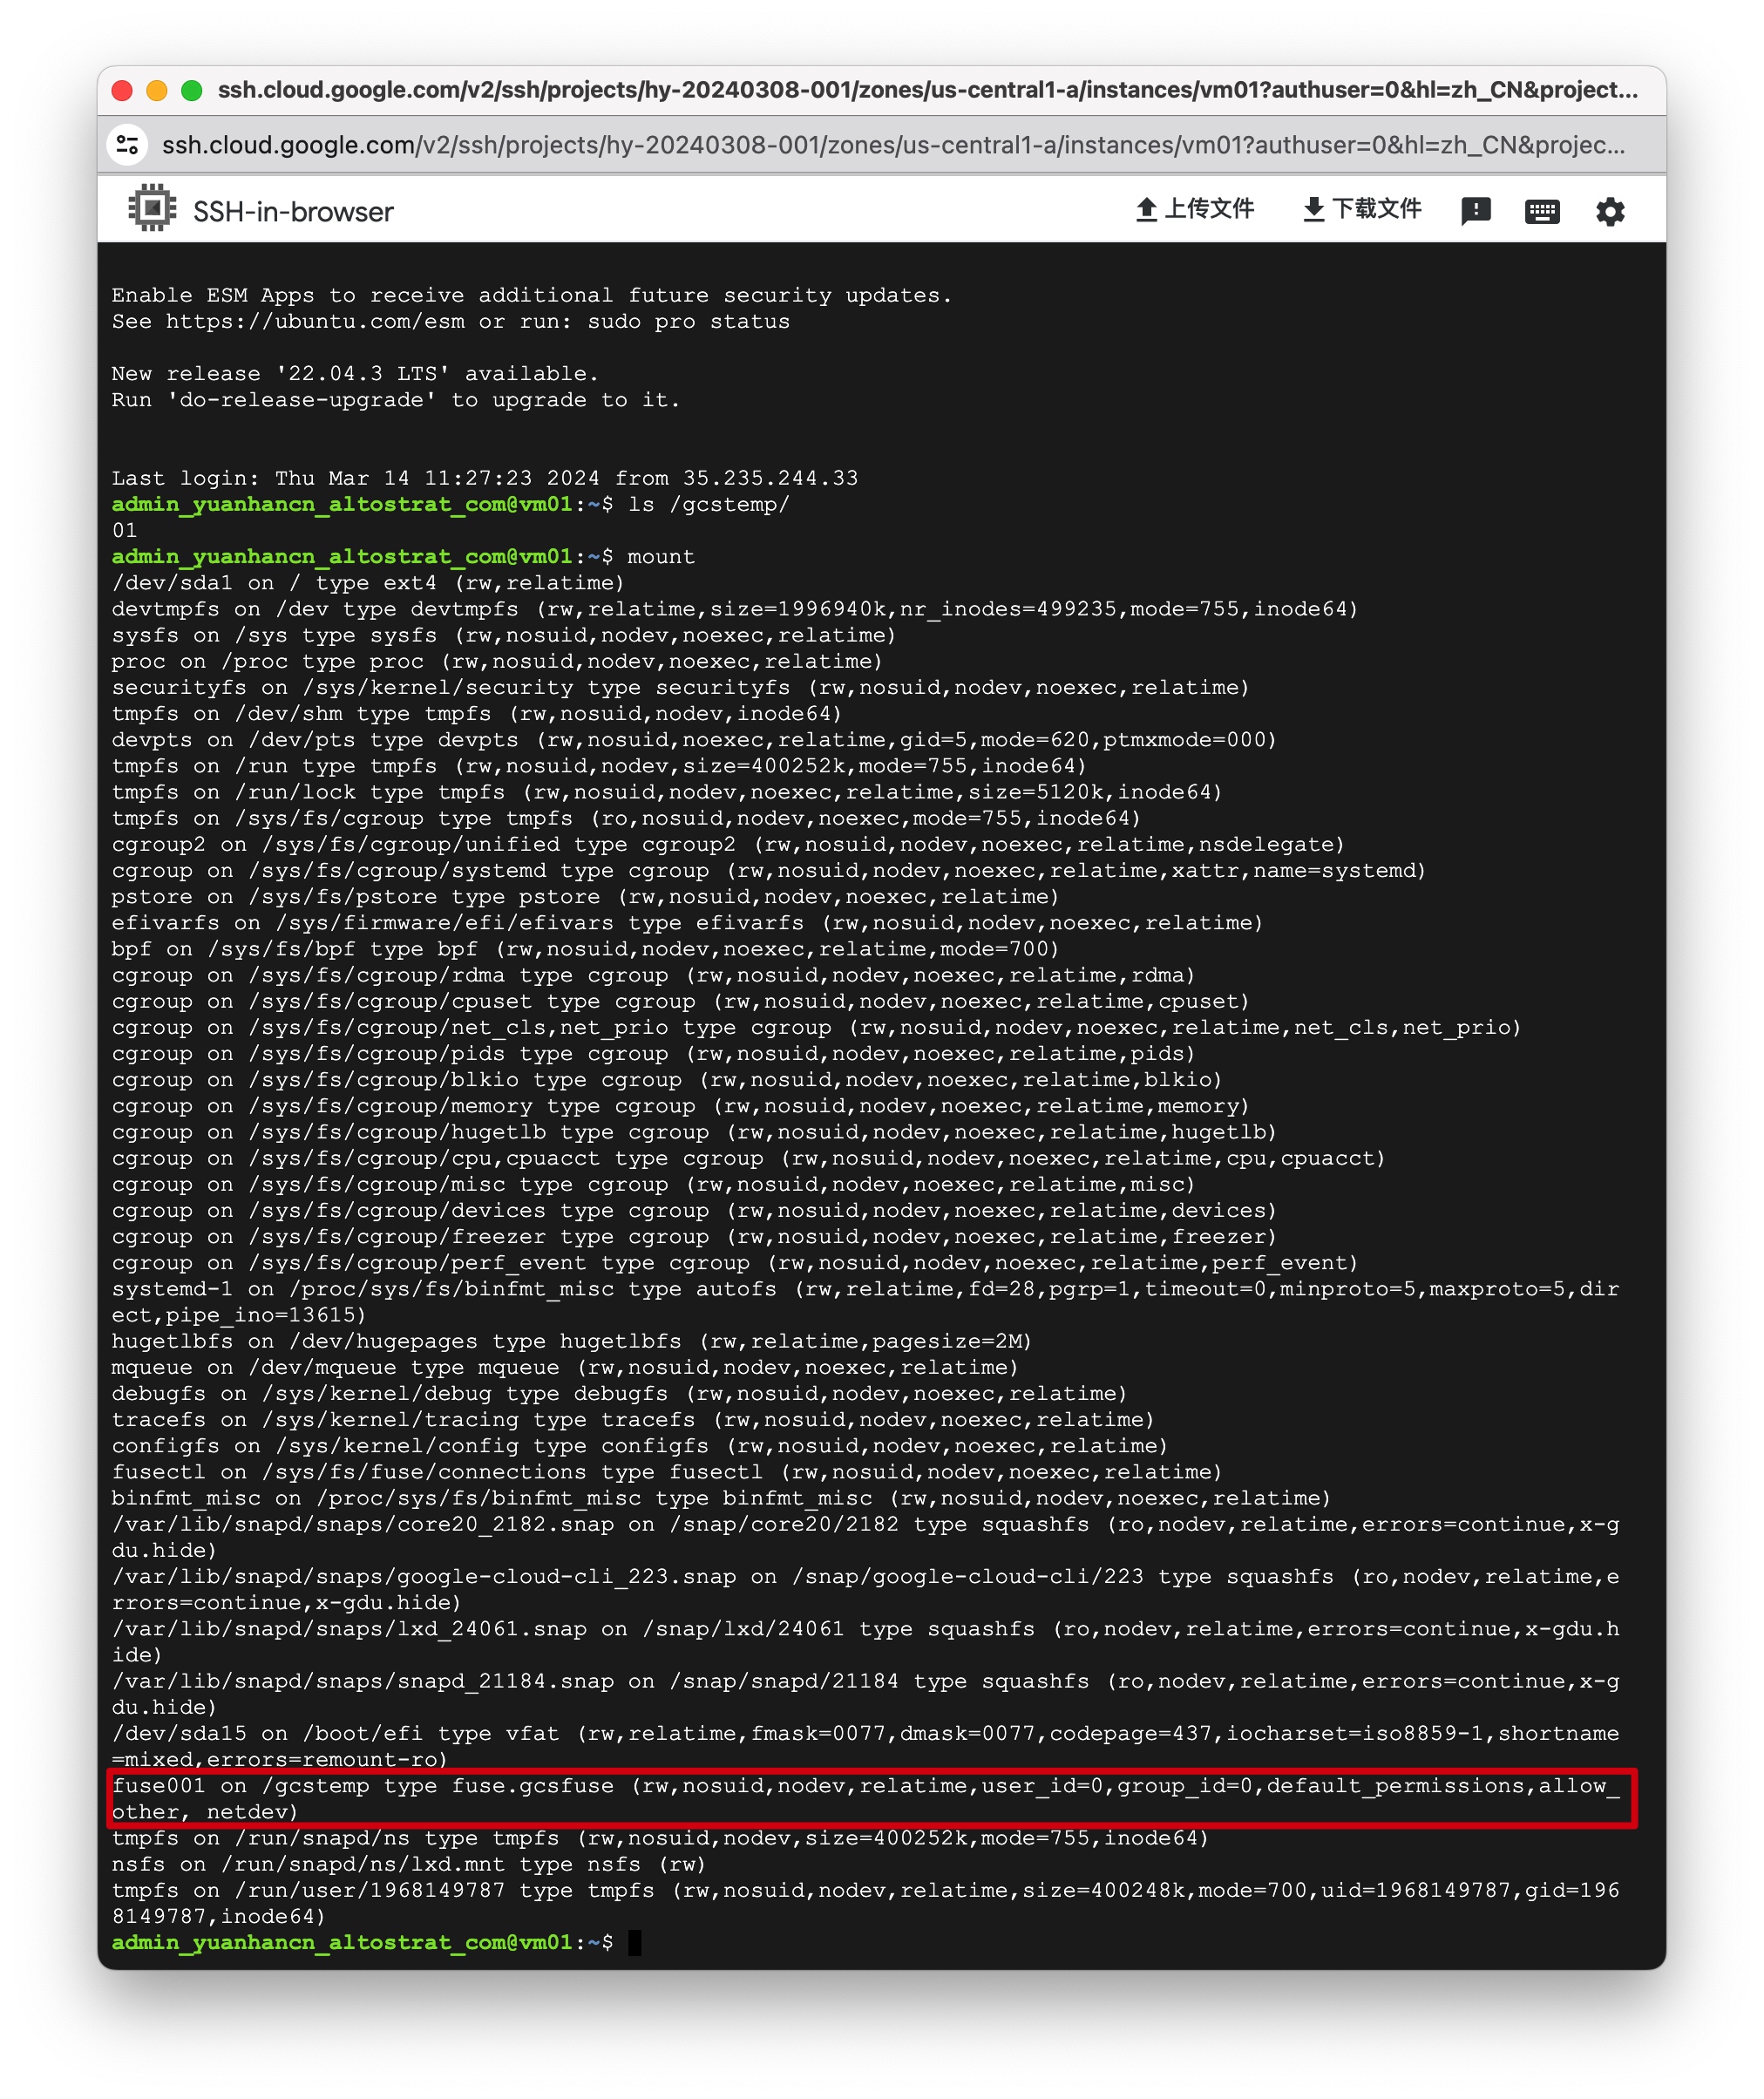 ssh.cloud.google.com/v2/ssh/projects/hy-20240308-001/zones/us-central1-a/instances/vm01?authuser=0&hl=zh_CN&project...
ssh.cloud.google.com/v2/ssh/projects/hy-20240308-001/zones/us-central1-a/instances/vm01?authuser=0&hl=zh_CN&projec...
SSH-in-browser 上传文件 下载文件
Enable ESM Apps to receive additional future security updates.
See https://ubuntu.com/esm or run: sudo pro status
New release '22.04.3 LTS' available.
Run 'do-release-upgrade' to upgrade to it.
Last login: Thu Mar 14 11:27:23 2024 from 35.235.244.33
admin_yuanhancn_altostrat_com@vm01:~$ ls /gcstemp/
01
admin_yuanhancn_altostrat_com@vm01:~$ mount
/dev/sda1 on / type ext4 (rw,relatime)
devtmpfs on /dev type devtmpfs (rw,relatime,size=1996940k,nr_inodes=499235,mode=755,inode64)
sysfs on /sys type sysfs (rw,nosuid,nodev,noexec,relatime)
proc on /proc type proc (rw,nosuid,nodev,noexec,relatime)
securityfs on /sys/kernel/security type securityfs (rw,nosuid,nodev,noexec,relatime)
tmpfs on /dev/shm type tmpfs (rw,nosuid,nodev,inode64)
devpts on /dev/pts type devpts (rw,nosuid,noexec,relatime,gid=5,mode=620,ptmxmode=000)
tmpfs on /run type tmpfs (rw,nosuid,nodev,size=400252k,mode=755,inode64)
tmpfs on /run/lock type tmpfs (rw,nosuid,nodev,noexec,relatime,size=5120k,inode64)
tmpfs on /sys/fs/cgroup type tmpfs (ro,nosuid,nodev,noexec,mode=755,inode64)
cgroup2 on /sys/fs/cgroup/unified type cgroup2 (rw,nosuid,nodev,noexec,relatime,nsdelegate)
cgroup on /sys/fs/cgroup/systemd type cgroup (rw,nosuid,nodev,noexec,relatime,xattr,name=systemd)
pstore on /sys/fs/pstore type pstore (rw,nosuid,nodev,noexec,relatime)
efivarfs on /sys/firmware/efi/efivars type efivarfs (rw,nosuid,nodev,noexec,relatime)
bpf on /sys/fs/bpf type bpf (rw,nosuid,nodev,noexec,relatime,mode=700)
cgroup on /sys/fs/cgroup/rdma type cgroup (rw,nosuid,nodev,noexec,relatime,rdma)
cgroup on /sys/fs/cgroup/cpuset type cgroup (rw,nosuid,nodev,noexec,relatime,cpuset)
cgroup on /sys/fs/cgroup/net_cls,net_prio type cgroup (rw,nosuid,nodev,noexec,relatime,net_cls,net_prio)
cgroup on /sys/fs/cgroup/pids type cgroup (rw,nosuid,nodev,noexec,relatime,pids)
cgroup on /sys/fs/cgroup/blkio type cgroup (rw,nosuid,nodev,noexec,relatime,blkio)
cgroup on /sys/fs/cgroup/memory type cgroup (rw,nosuid,nodev,noexec,relatime,memory)
cgroup on /sys/fs/cgroup/hugetlb type cgroup (rw,nosuid,nodev,noexec,relatime,hugetlb)
cgroup on /sys/fs/cgroup/cpu,cpuacct type cgroup (rw,nosuid,nodev,noexec,relatime,cpu,cpuacct)
cgroup on /sys/fs/cgroup/misc type cgroup (rw,nosuid,nodev,noexec,relatime,misc)
cgroup on /sys/fs/cgroup/devices type cgroup (rw,nosuid,nodev,noexec,relatime,devices)
cgroup on /sys/fs/cgroup/freezer type cgroup (rw,nosuid,nodev,noexec,relatime,freezer)
cgroup on /sys/fs/cgroup/perf_event type cgroup (rw,nosuid,nodev,noexec,relatime,perf_event)
systemd-1 on /proc/sys/fs/binfmt_misc type autofs (rw,relatime,fd=28,pgrp=1,timeout=0,minproto=5,maxproto=5,dir
ect,pipe_ino=13615)
hugetlbfs on /dev/hugepages type hugetlbfs (rw,relatime,pagesize=2M)
mqueue on /dev/mqueue type mqueue (rw,nosuid,nodev,noexec,relatime)
debugfs on /sys/kernel/debug type debugfs (rw,nosuid,nodev,noexec,relatime)
tracefs on /sys/kernel/tracing type tracefs (rw,nosuid,nodev,noexec,relatime)
configfs on /sys/kernel/config type configfs (rw,nosuid,nodev,noexec,relatime)
fusectl on /sys/fs/fuse/connections type fusectl (rw,nosuid,nodev,noexec,relatime)
binfmt_misc on /proc/sys/fs/binfmt_misc type binfmt_misc (rw,nosuid,nodev,noexec,relatime)
/var/lib/snapd/snaps/core20_2182.snap on /snap/core20/2182 type squashfs (ro,nodev,relatime,errors=continue,x-g
du.hide)
/var/lib/snapd/snaps/google-cloud-cli_223.snap on /snap/google-cloud-cli/223 type squashfs (ro,nodev,relatime,e
rrors=continue,x-gdu.hide)
/var/lib/snapd/snaps/lxd_24061.snap on /snap/lxd/24061 type squashfs (ro,nodev,relatime,errors=continue,x-gdu.h
ide)
/var/lib/snapd/snaps/snapd_21184.snap on /snap/snapd/21184 type squashfs (ro,nodev,relatime,errors=continue,x-g
du.hide)
/dev/sda15 on /boot/efi type vfat (rw,relatime,fmask=0077,dmask=0077,codepage=437,iocharset=iso8859-1,shortname
=mixed,errors=remount-ro)
fuse001 on /gcstemp type fuse.gcsfuse (rw,nosuid,nodev,relatime,user_id=0,group_id=0,default_permissions,allow_
other, netdev)
tmpfs on /run/snapd/ns type tmpfs (rw,nosuid,nodev,size=400252k,mode=755,inode64)
nsfs on /run/snapd/ns/lxd.mnt type nsfs (rw)
tmpfs on /run/user/1968149787 type tmpfs (rw,nosuid,nodev,relatime,size=400248k,mode=700,uid=1968149787,gid=196
8149787,inode64)
admin_yuanhancn_altostrat_com@vm01:~$